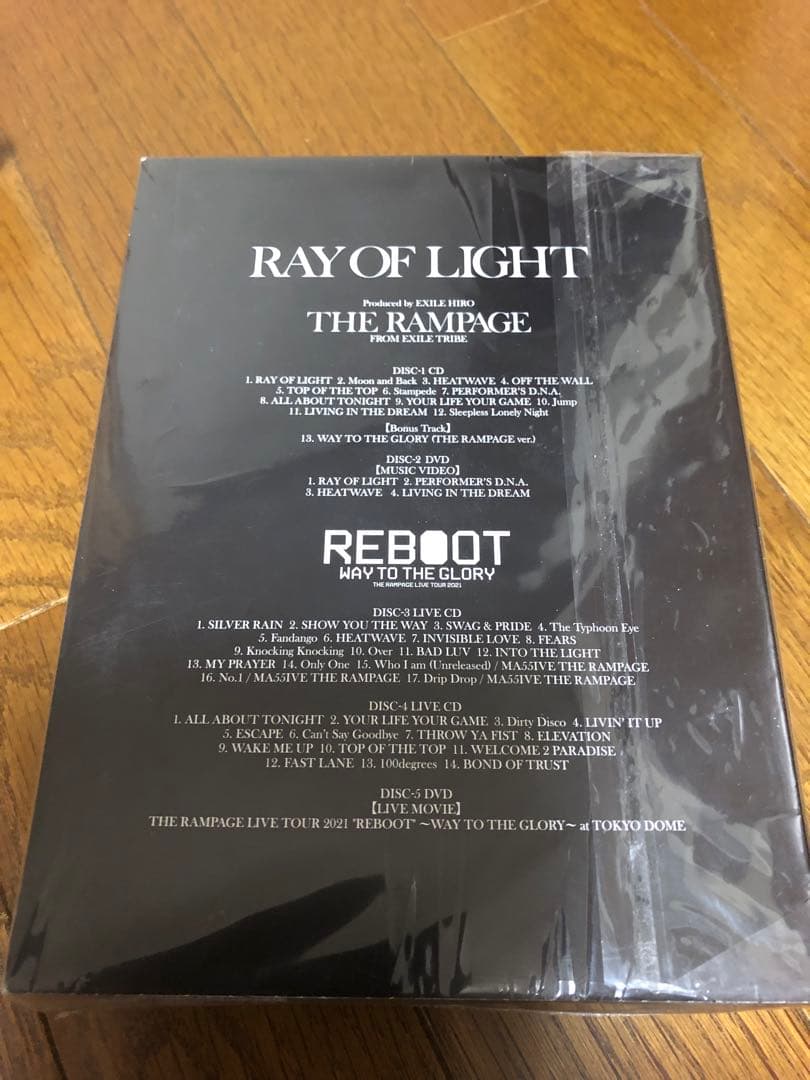 RAY OF LIGHT
Produced by EXILE HIRO
THE RAMPAGE
FROM EXILE TRIBE
DISC-1 CD
1. RAY OF LIGHT 2. Moon and Back 3. HEATWAVE 4. OFF THE WALL
5. TOP OF THE TOP 6. Stampede 7. PERFORMER'S D.N.A.
8. ALL ABOUT TONIGHT 9. YOUR LIFE YOUR GAME 10. Jump
11. LIVING IN THE DREAM 12. Sleepless Lonely Night
【Bonus Track】
13. WAY TO THE GLORY (THE RAMPAGE ver.)
DISC-2 DVD
【MUSIC VIDEO】
1. RAY OF LIGHT 2. PERFORMER'S D.N.A.
3. HEATWAVE 4. LIVING IN THE DREAM
REBOOT
WAY TO THE GLORY
THE RAMPAGE LIVE TOUR 2021
DISC-3 LIVE CD
1. SILVER RAIN 2. SHOW YOU THE WAY 3. SWAG & PRIDE 4. The Typhoon Eye
5. Fandango 6. HEATWAVE 7. INVISIBLE LOVE 8. FEARS
9. Knocking Knocking 10. Over 11. BAD LUV 12. INTO THE LIGHT
13. MY PRAYER 14. Only One 15. Who I am (Unreleased) / MA55IVE THE RAMPAGE
16. No.1 / MA55IVE THE RAMPAGE 17. Drip Drop / MA55IVE THE RAMPAGE
DISC-4 LIVE CD
1. ALL ABOUT TONIGHT 2. YOUR LIFE YOUR GAME 3. Dirty Disco 4. LIVIN' IT UP
5. ESCAPE 6. Can't Say Goodbye 7. THROW YA FIST 8. ELEVATION
9. WAKE ME UP 10. TOP OF THE TOP 11. WELCOME 2 PARADISE
12. FAST LANE 13. 100degrees 14. BOND OF TRUST
DISC-5 DVD
【LIVE MOVIE】
THE RAMPAGE LIVE TOUR 2021 "REBOOT" ～WAY TO THE GLORY～ at TOKYO DOME